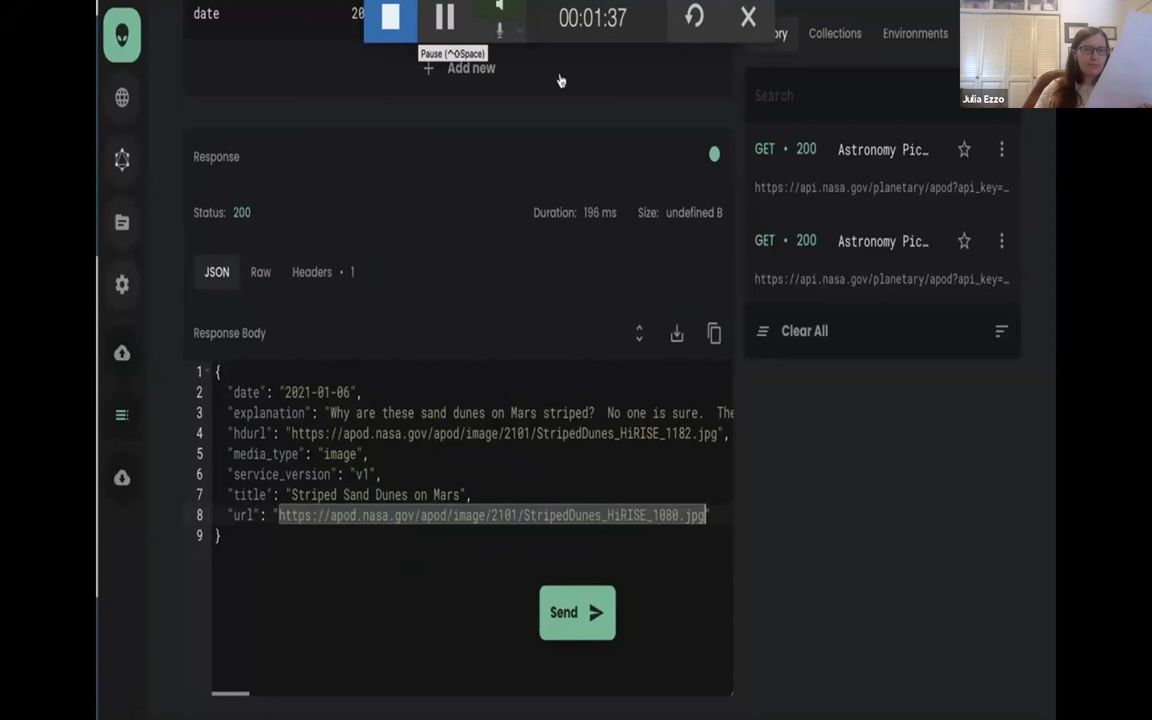 date 20
00:01:37
Pause (^⇧Space)
+ Add new
Response
Status: 200 Duration: 196 ms Size: undefined B
JSON Raw Headers • 1
Response Body
1 {
2 "date": "2021-01-06",
3 "explanation": "Why are these sand dunes on Mars striped?  No one is sure.  The
4 "hdurl": "https://apod.nasa.gov/apod/image/2101/StripedDunes_HiRISE_1182.jpg",
5 "media_type": "image",
6 "service_version": "v1",
7 "title": "Striped Sand Dunes on Mars",
8 "url": "https://apod.nasa.gov/apod/image/2101/StripedDunes_HiRISE_1080.jpg"
9 }
Send
ory Collections Environments
Search
GET • 200 Astronomy Pic…
https://api.nasa.gov/planetary/apod?api_key=…
GET • 200 Astronomy Pic…
https://api.nasa.gov/planetary/apod?api_key=…
Clear All
Julia Ezzo